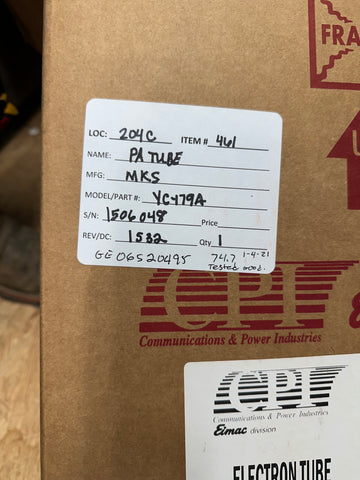 FRA
LOC: 204C ITEM# 461
NAME: PA TUBE
MFG: MKS
MODEL/PART #: YC179A
S/N: 1506048 Price
REV/DC: 1532 Qty 1
GE 06520495 74.7 1-4-21
Tested good.
CPI
Communications & Power Industries
CPI
Communications & Power Industries
Eimac division
ELECTRON TUBE